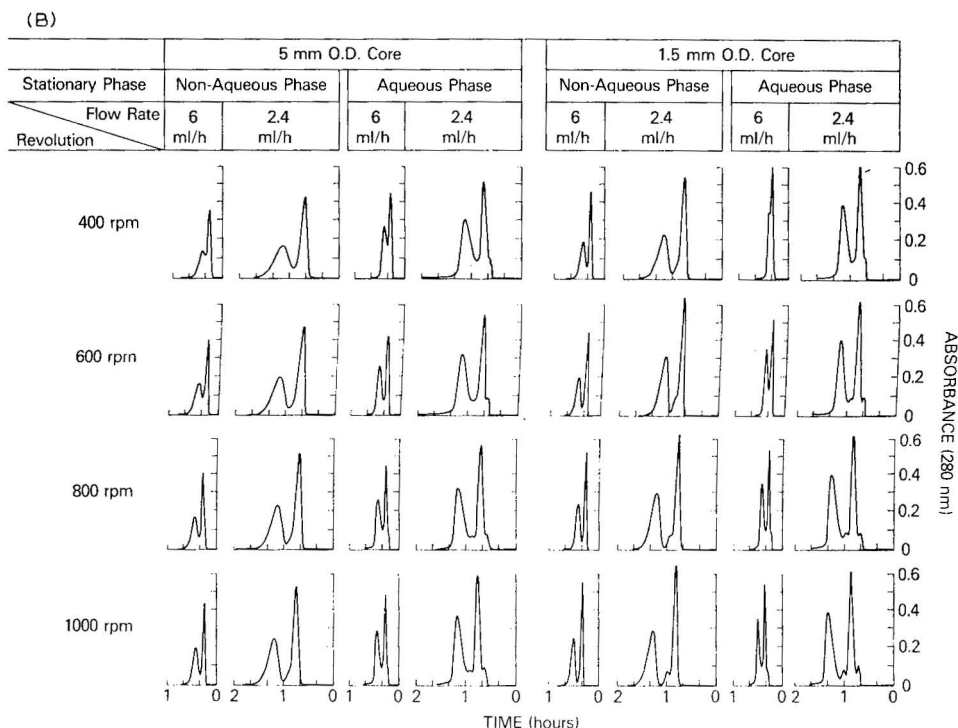 (B)
5 mm O.D. Core 1.5 mm O.D. Core
Stationary Phase Non-Aqueous Phase Aqueous Phase Non-Aqueous Phase Aqueous Phase
Flow Rate 6 2.4 6 2.4 6 2.4 6 2.4
Revolution ml/h ml/h ml/h ml/h ml/h ml/h ml/h ml/h
0.6
400 rpm
0.4
0.2
0
0.6
600 rpm
0.4
0.2
0
0.6
800 rpm
0.4
0.2
0
0.6
1000 rpm
0.4
0.2
0
ABSORBANCE (280 nm)
1 0 2 1 0 1 0 2 1 0 1 0 2 1 0 1 0 2 1 0
TIME (hours)